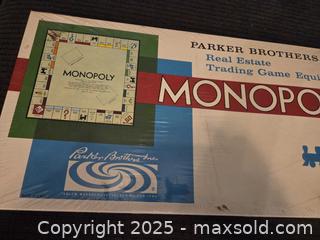 PARKER BROTHERS
Real Estate
Trading Game Equi
MONOPOLY
MONOPO
Parker Brothers Inc.
Copyright © 2025 - maxsold.com